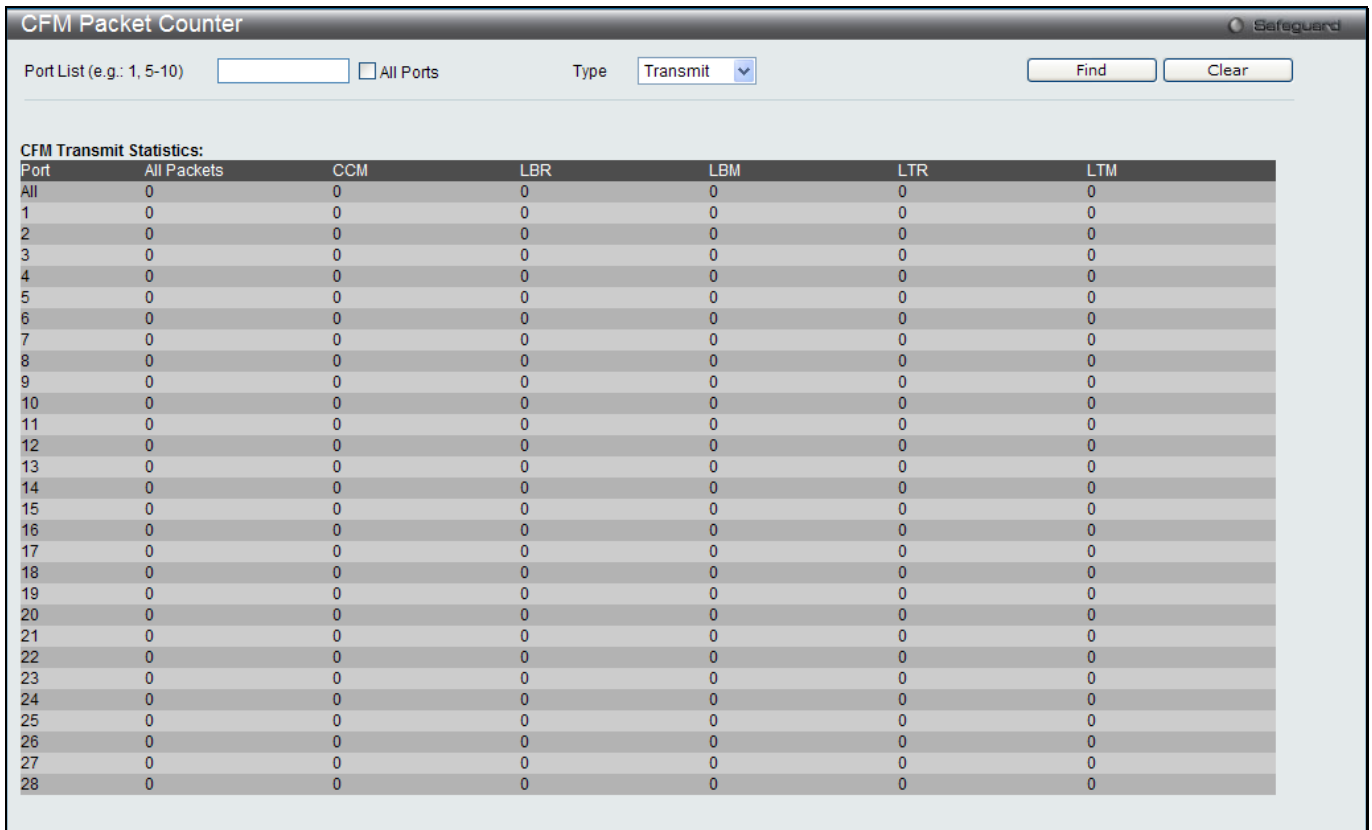 CFM Packet Counter
Safeguard
Port List (e.g.: 1, 5-10) All Ports Type Transmit Find Clear
CFM Transmit Statistics:
Port All Packets CCM LBR LBM LTR LTM
All 0 0 0 0 0 0
1 0 0 0 0 0 0
2 0 0 0 0 0 0
3 0 0 0 0 0 0
4 0 0 0 0 0 0
5 0 0 0 0 0 0
6 0 0 0 0 0 0
7 0 0 0 0 0 0
8 0 0 0 0 0 0
9 0 0 0 0 0 0
10 0 0 0 0 0 0
11 0 0 0 0 0 0
12 0 0 0 0 0 0
13 0 0 0 0 0 0
14 0 0 0 0 0 0
15 0 0 0 0 0 0
16 0 0 0 0 0 0
17 0 0 0 0 0 0
18 0 0 0 0 0 0
19 0 0 0 0 0 0
20 0 0 0 0 0 0
21 0 0 0 0 0 0
22 0 0 0 0 0 0
23 0 0 0 0 0 0
24 0 0 0 0 0 0
25 0 0 0 0 0 0
26 0 0 0 0 0 0
27 0 0 0 0 0 0
28 0 0 0 0 0 0